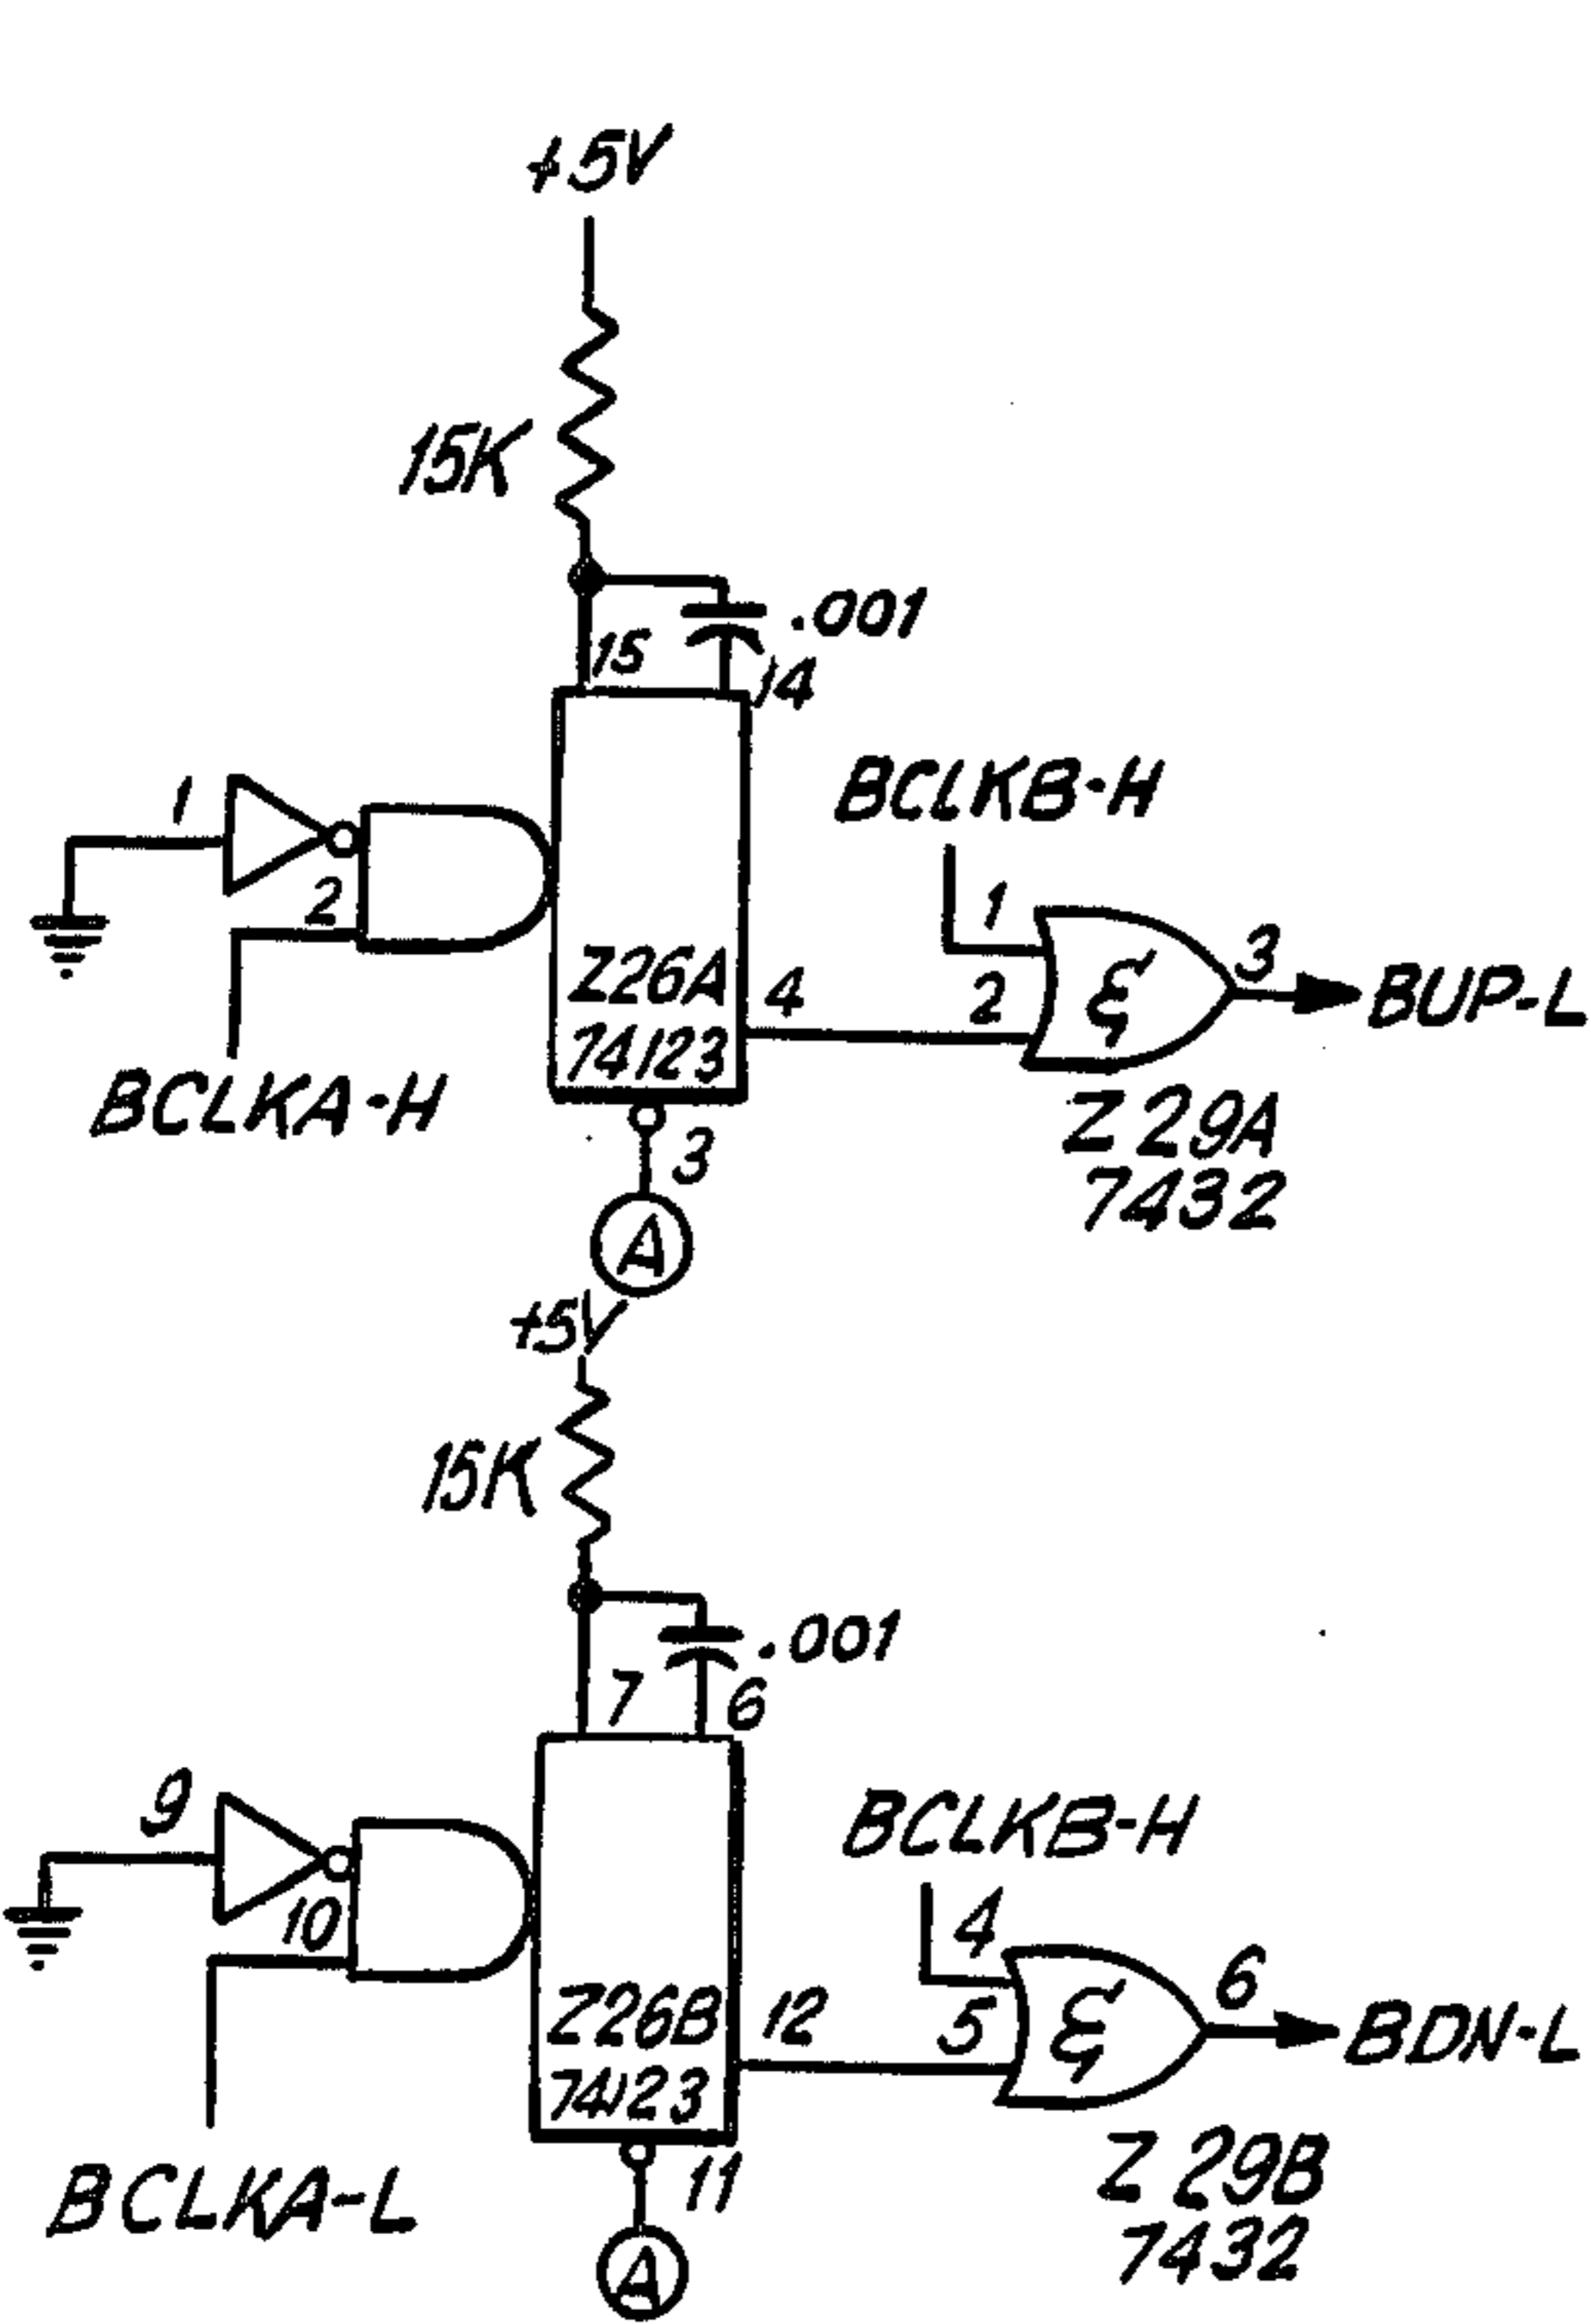 +5V
15K
.001
15
14
1
2
BCLKA-H
Z26A
74123
4
3
A
BCLKB-H
1
2
&
3
BUP-L
Z29A
7432
+5V
15K
.001
7
6
9
10
BCLKA-L
Z26B
74123
12
11
A
BCLKB-H
4
5
&
6
BDN-L
Z29B
7432